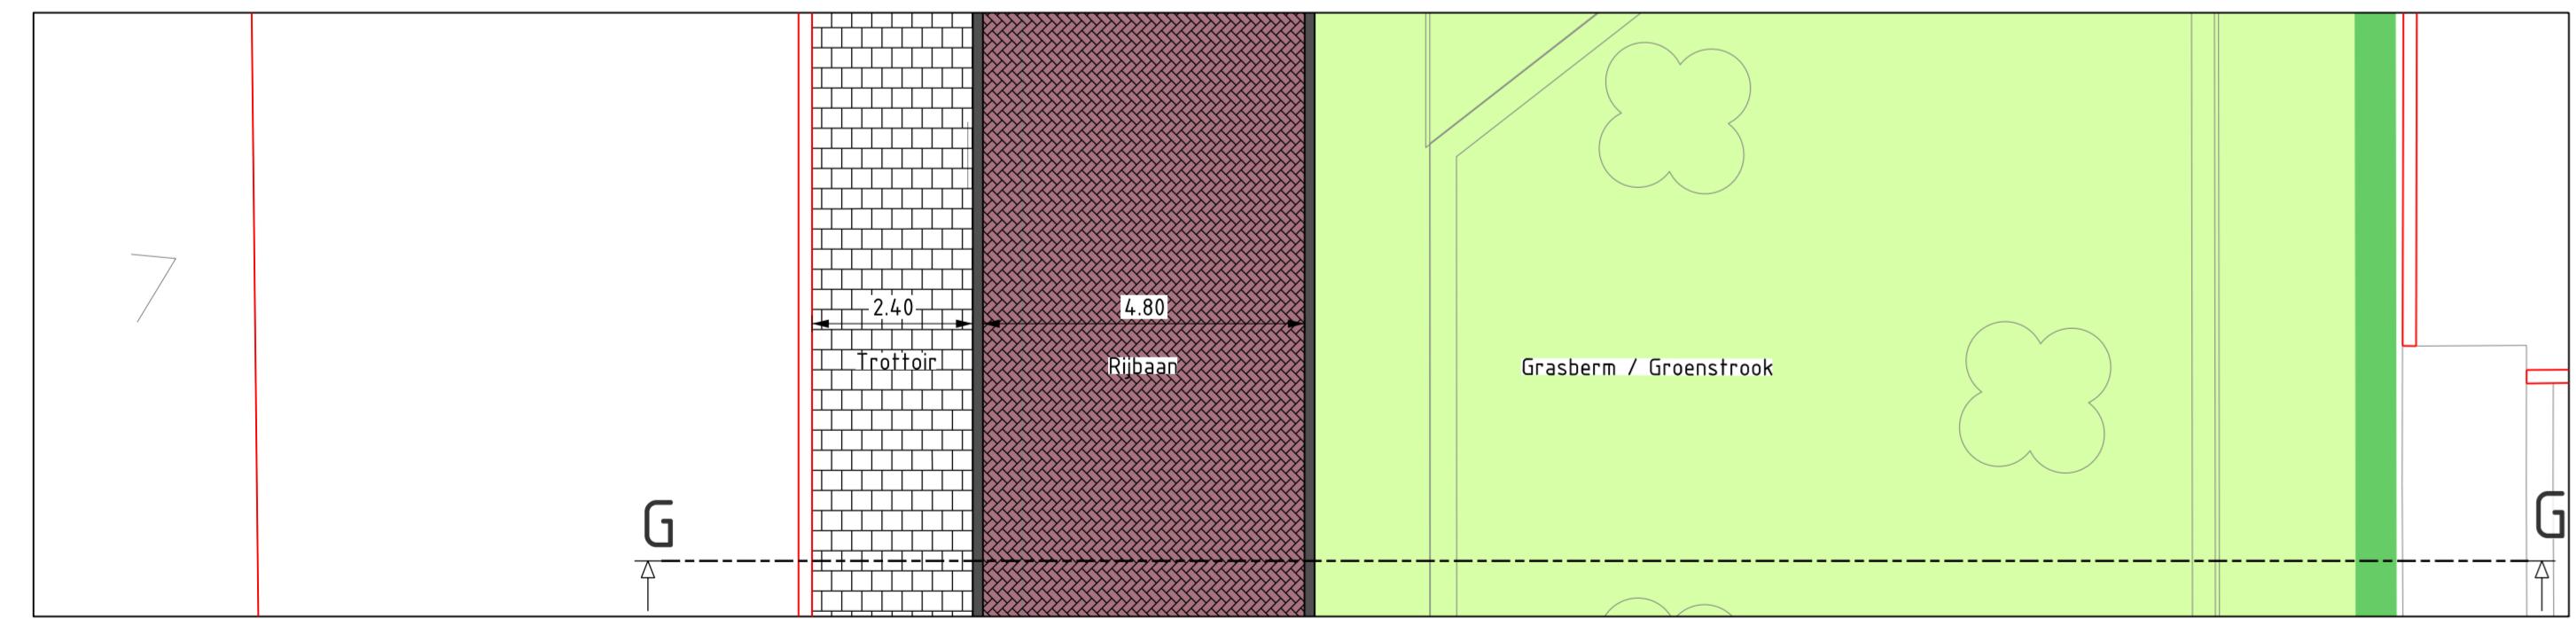 7
2.40
4.80
Trottoir
Rijbaan
Grasberm / Groenstrook
G
G